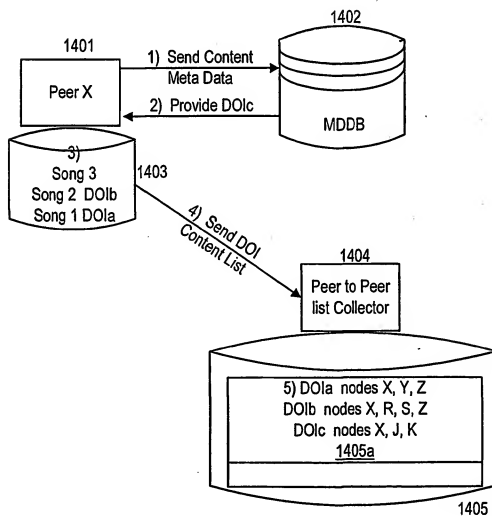 1401
1402
1) Send Content
Meta Data
Peer X
2) Provide DOIc
MDDB
3)
Song 3
Song 2 DOIb
Song 1 DOIa
1403
4) Send DOI
Content List
1404
Peer to Peer
list Collector
5) DOIa nodes X, Y, Z
DOIb nodes X, R, S, Z
DOIc nodes X, J, K
1405a
1405